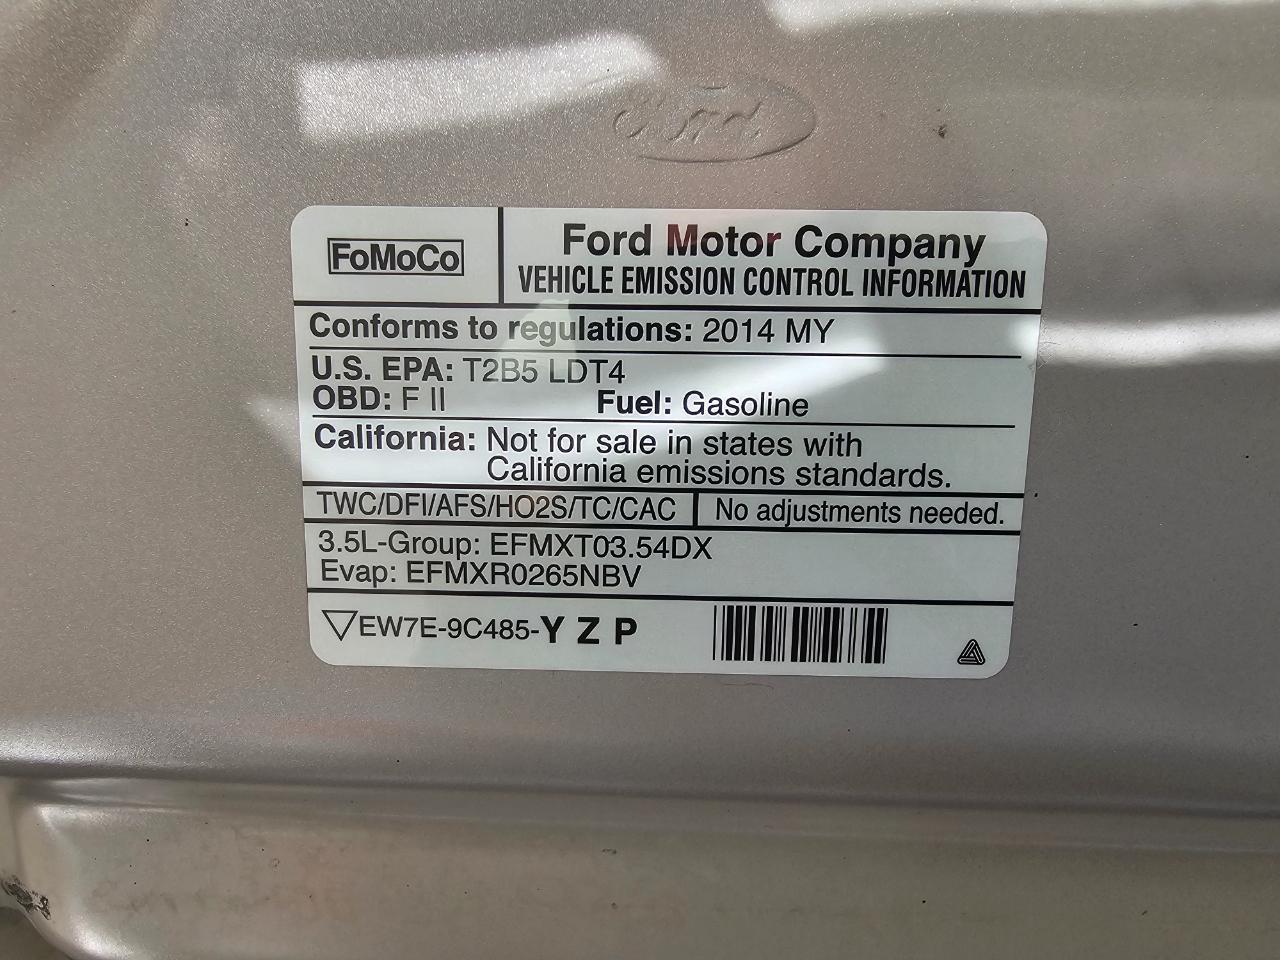 Ford
FoMoCo
Ford Motor Company
VEHICLE EMISSION CONTROL INFORMATION
Conforms to regulations: 2014 MY
U.S. EPA: T2B5 LDT4
OBD: F II Fuel: Gasoline
California: Not for sale in states with
California emissions standards.
TWC/DFI/AFS/HO2S/TC/CAC No adjustments needed.
3.5L-Group: EFMXT03.54DX
Evap: EFMXR0265NBV
EW7E-9C485-Y Z P